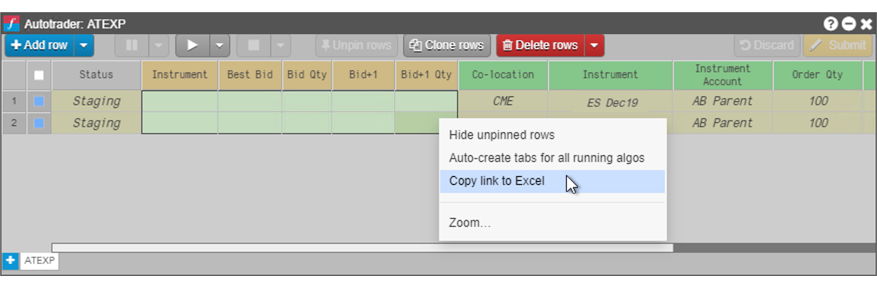 Autotrader: ATEXP
Add row
Unpin rows
Clone rows
Delete rows
Discard
Submit
Status Instrument Best Bid Bid Qty Bid+1 Bid+1 Qty Co-location Instrument Instrument Account Order Qty
1 Staging CME ES Dec19 AB Parent 100
2 Staging AB Parent 100
Hide unpinned rows
Auto-create tabs for all running algos
Copy link to Excel
Zoom...
ATEXP